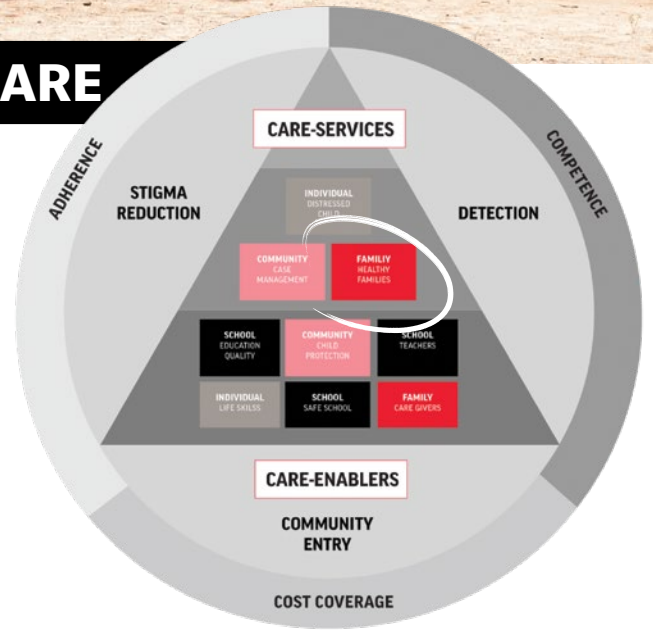 ARE
CARE-SERVICES
ADHERENCE
COMPETENCE
STIGMA
REDUCTION
DETECTION
INDIVIDUAL
DISTRESSED
CHILD
COMMUNITY
CASE
MANAGEMENT
FAMILIY
HEALTHY
FAMILIES
SCHOOL
EDUCATION
QUALITY
COMMUNITY
CHILD
PROTECTION
SCHOOL
TEACHERS
INDIVIDUAL
LIFE SKILSS
SCHOOL
SAFE SCHOOL
FAMILY
CARE GIVERS
CARE-ENABLERS
COMMUNITY
ENTRY
COST COVERAGE